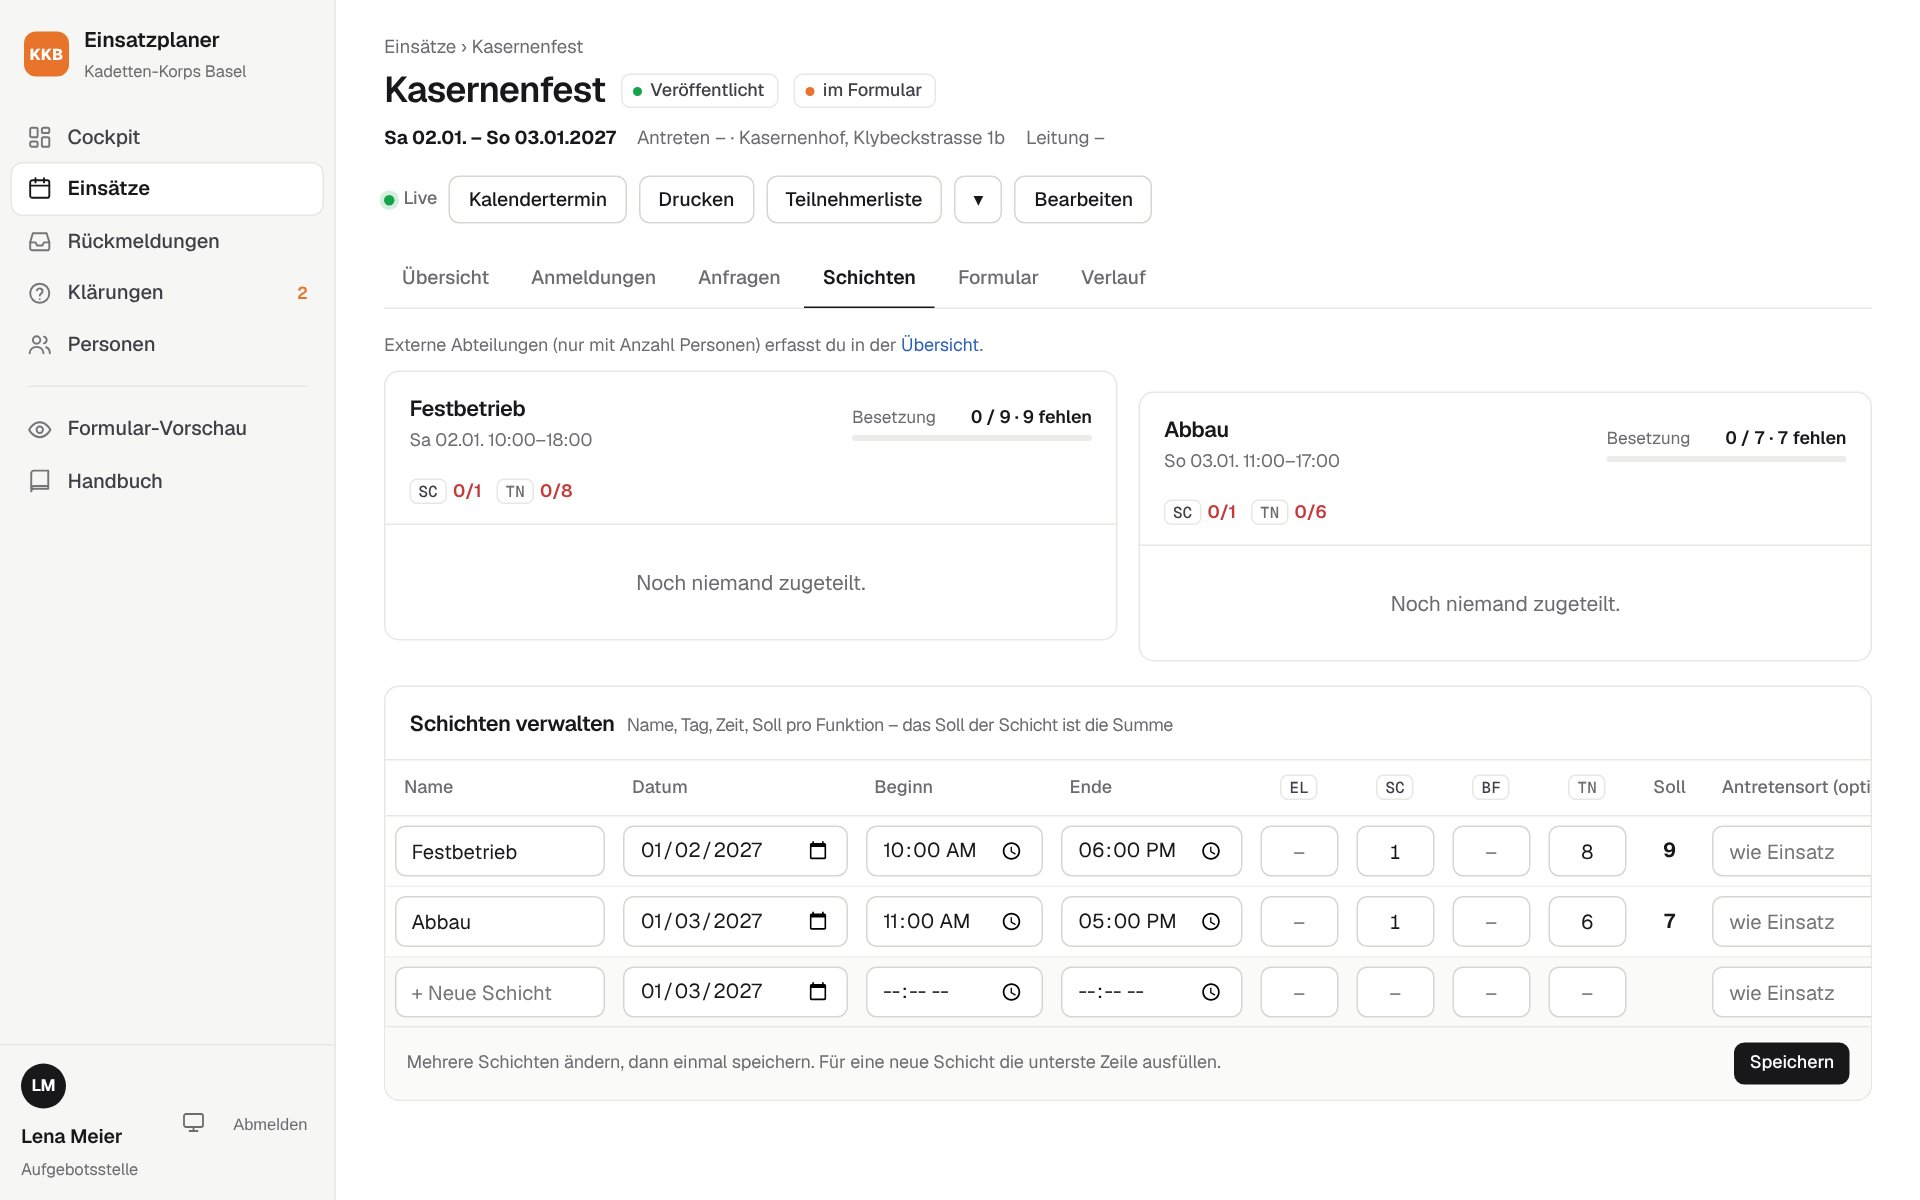 KKB
Einsatzplaner
Kadetten-Korps Basel
Cockpit
Einsätze
Rückmeldungen
Klärungen 2
Personen
Formular-Vorschau
Handbuch
LM
Lena Meier
Aufgebotsstelle
Abmelden
Einsätze › Kasernenfest
Kasernenfest Veröffentlicht im Formular
Sa 02.01. – So 03.01.2027 Antreten – · Kasernenhof, Klybeckstrasse 1b Leitung –
Live Kalendertermin Drucken Teilnehmerliste ▾ Bearbeiten
Übersicht Anmeldungen Anfragen Schichten Formular Verlauf
Externe Abteilungen (nur mit Anzahl Personen) erfasst du in der Übersicht.
Festbetrieb
Sa 02.01. 10:00–18:00
Besetzung 0 / 9 · 9 fehlen
SC 0/1 TN 0/8
Noch niemand zugeteilt.
Abbau
So 03.01. 11:00–17:00
Besetzung 0 / 7 · 7 fehlen
SC 0/1 TN 0/6
Noch niemand zugeteilt.
Schichten verwalten Name, Tag, Zeit, Soll pro Funktion – das Soll der Schicht ist die Summe
Name Datum Beginn Ende EL SC BF TN Soll Antretensort (opti
Festbetrieb 01/02/2027 10:00 AM 06:00 PM – 1 – 8 9 wie Einsatz
Abbau 01/03/2027 11:00 AM 05:00 PM – 1 – 6 7 wie Einsatz
+ Neue Schicht 01/03/2027 --:-- -- --:-- -- – – – – wie Einsatz
Mehrere Schichten ändern, dann einmal speichern. Für eine neue Schicht die unterste Zeile ausfüllen.
Speichern